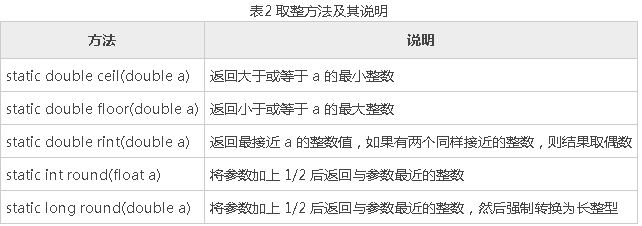 表2 取整方法及其说明
方法 说明
static double ceil(double a) 返回大于或等于 a 的最小整数
static double floor(double a) 返回小于或等于 a 的最大整数
static double rint(double a) 返回最接近 a 的整数值，如果有两个同样接近的整数，则结果取偶数
static int round(float a) 将参数加上 1/2 后返回与参数最近的整数
static long round(double a) 将参数加上 1/2 后返回与参数最近的整数，然后强制转换为长整型